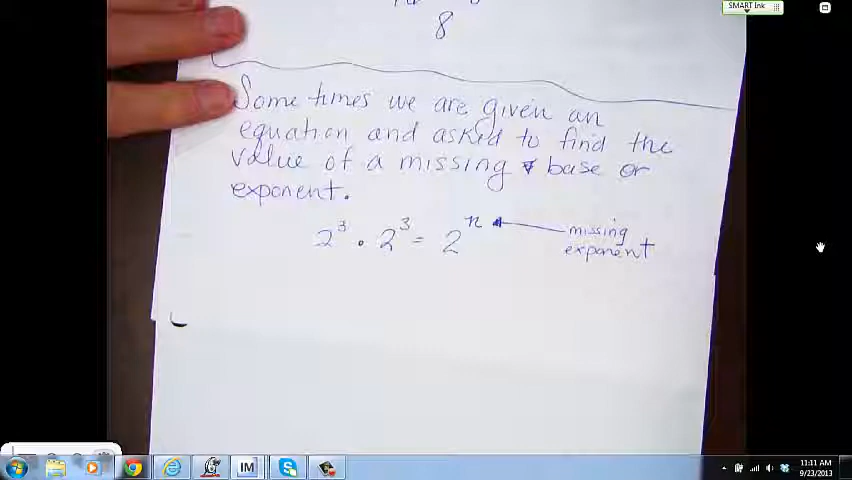 8
SMART Ink
Some times we are given an
equation and asked to find the
value of a missing base or
exponent.
2³ · 2³ = 2ⁿ
missing
exponent
IM
11:11 AM
9/23/2013